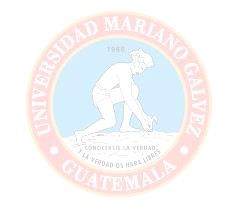 UNIVERSIDAD MARIANO GALVEZ
1966
CONOCEREIS LA VERDAD
Y LA VERDAD OS HARA LIBRES
GUATEMALA